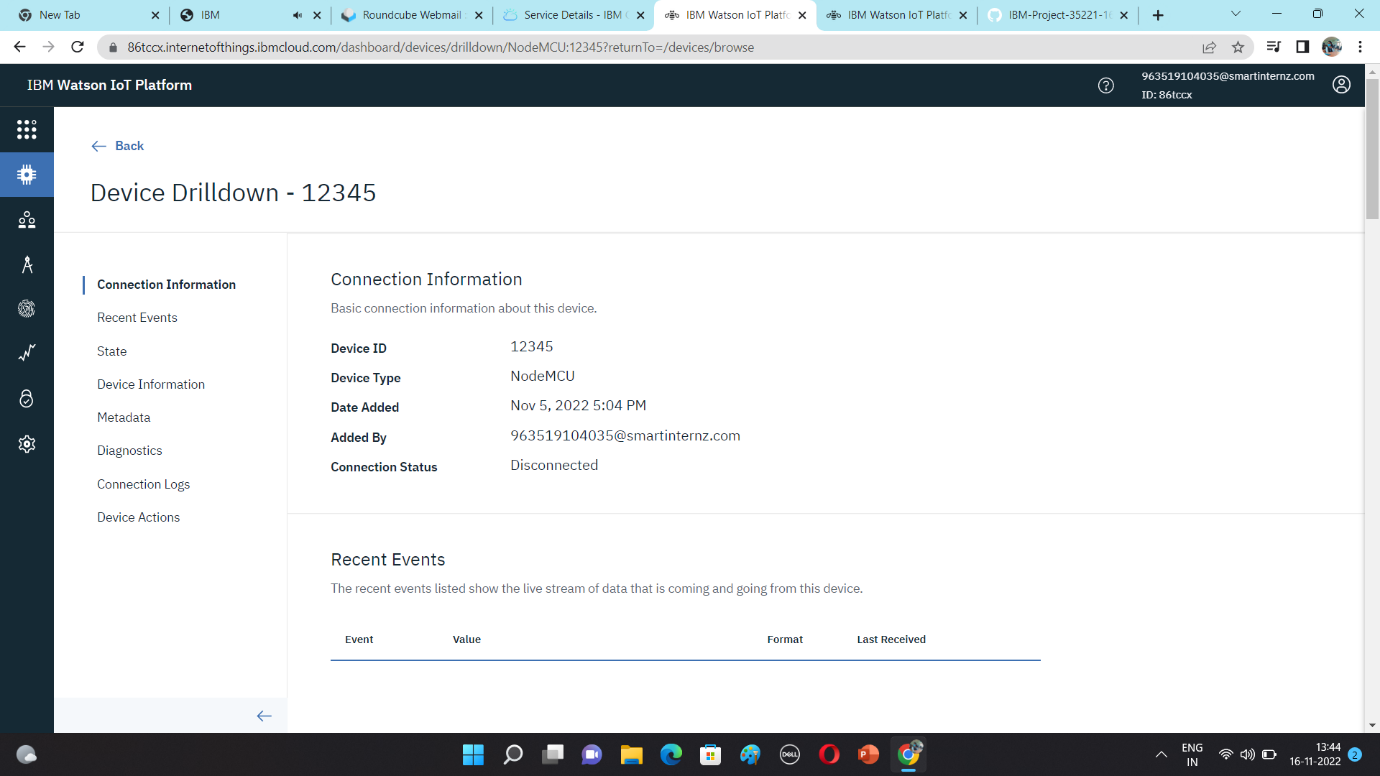 New Tab
IBM
Roundcube Webmail
Service Details - IBM
IBM Watson IoT Platfo
IBM Watson IoT Platfo
IBM-Project-35221-16
86tccx.internetofthings.ibmcloud.com/dashboard/devices/drilldown/NodeMCU:12345?returnTo=/devices/browse
IBM Watson IoT Platform
963519104035@smartinternz.com
ID: 86tccx
Back
Device Drilldown - 12345
Connection Information
Recent Events
State
Device Information
Metadata
Diagnostics
Connection Logs
Device Actions
Connection Information
Basic connection information about this device.
Device ID 12345
Device Type NodeMCU
Date Added Nov 5, 2022 5:04 PM
Added By 963519104035@smartinternz.com
Connection Status Disconnected
Recent Events
The recent events listed show the live stream of data that is coming and going from this device.
Event Value Format Last Received
DELL
P
ENG
IN
13:44
16-11-2022
2